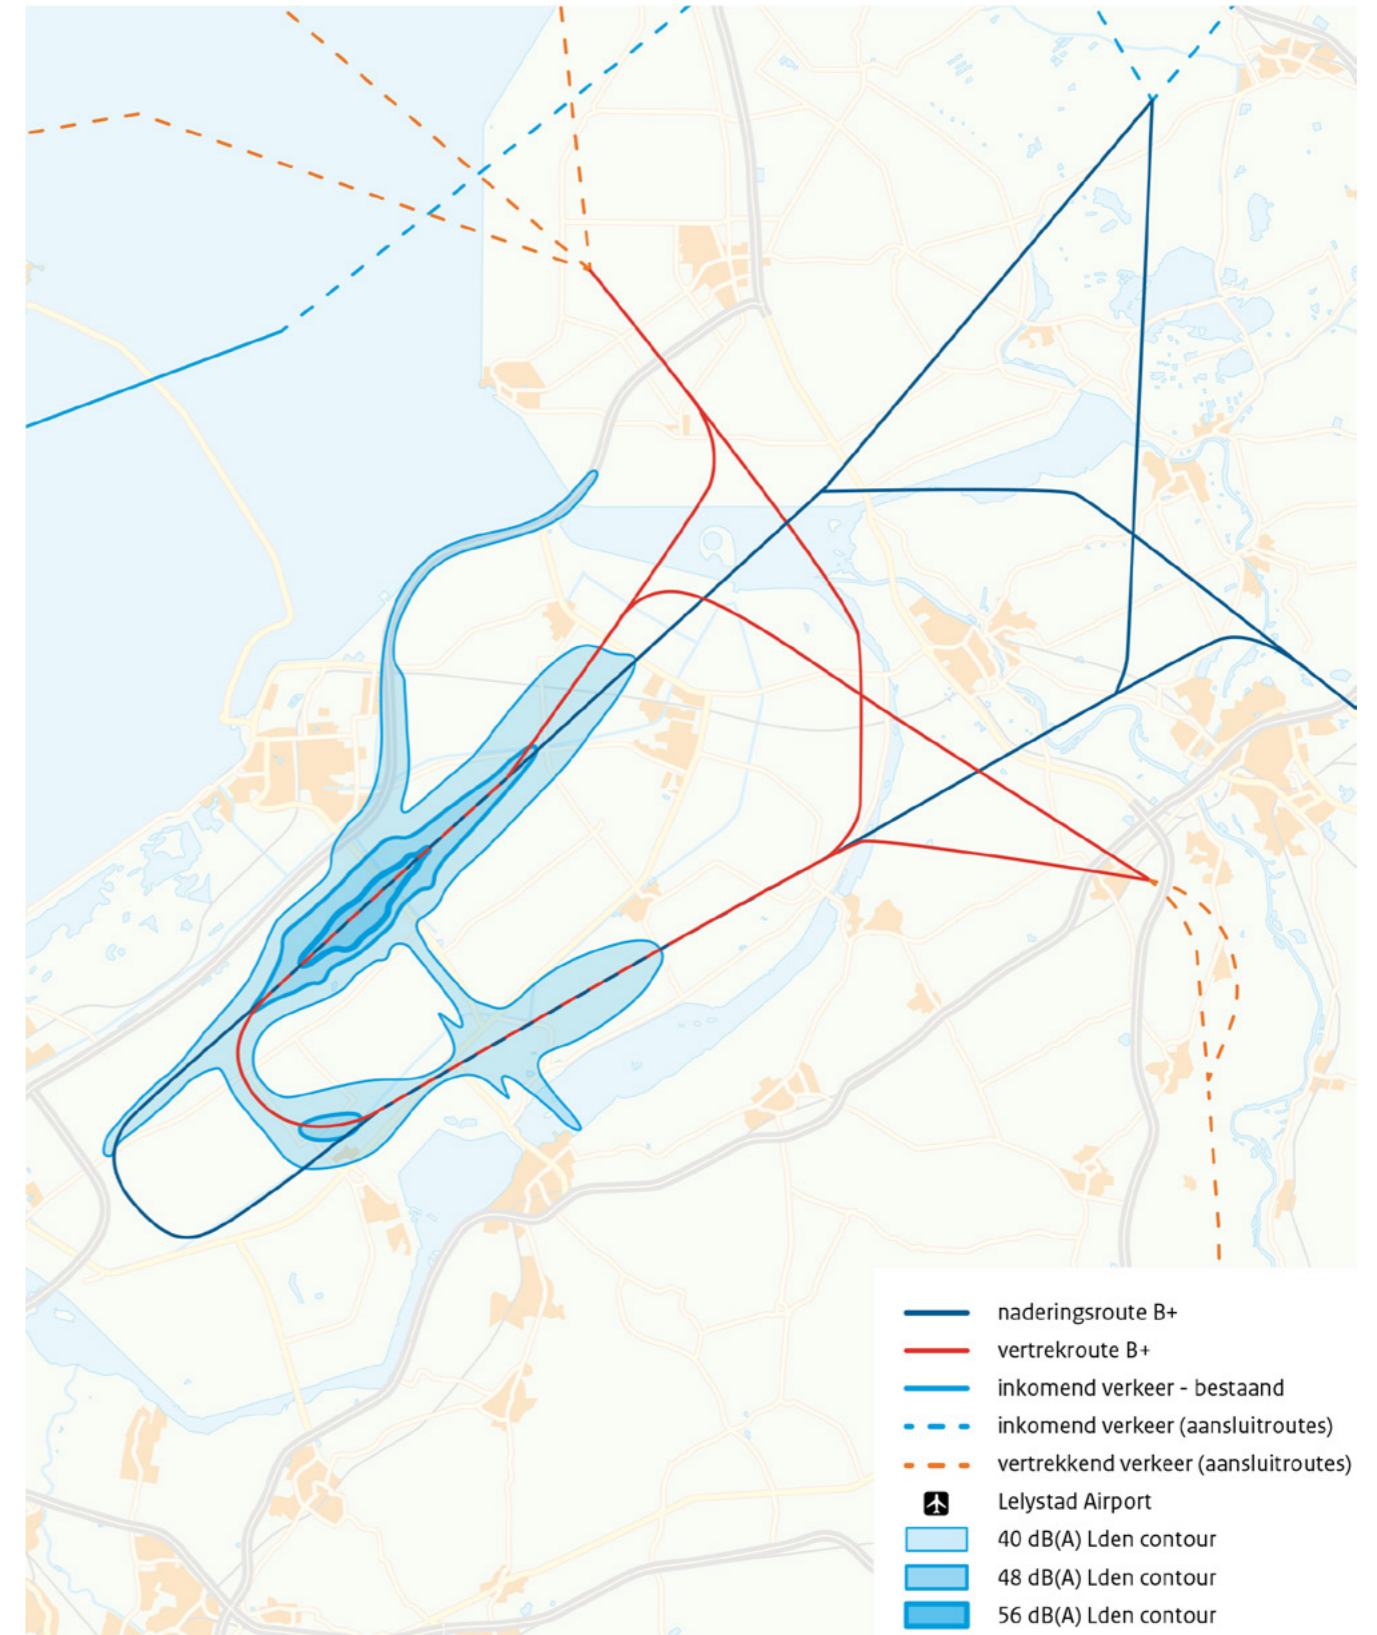 naderingsroute B+
vertrekroute B+
inkomend verkeer - bestaand
inkomend verkeer (aansluitroutes)
vertrekkend verkeer (aansluitroutes)
Lelystad Airport
40 dB(A) Lden contour
48 dB(A) Lden contour
56 dB(A) Lden contour